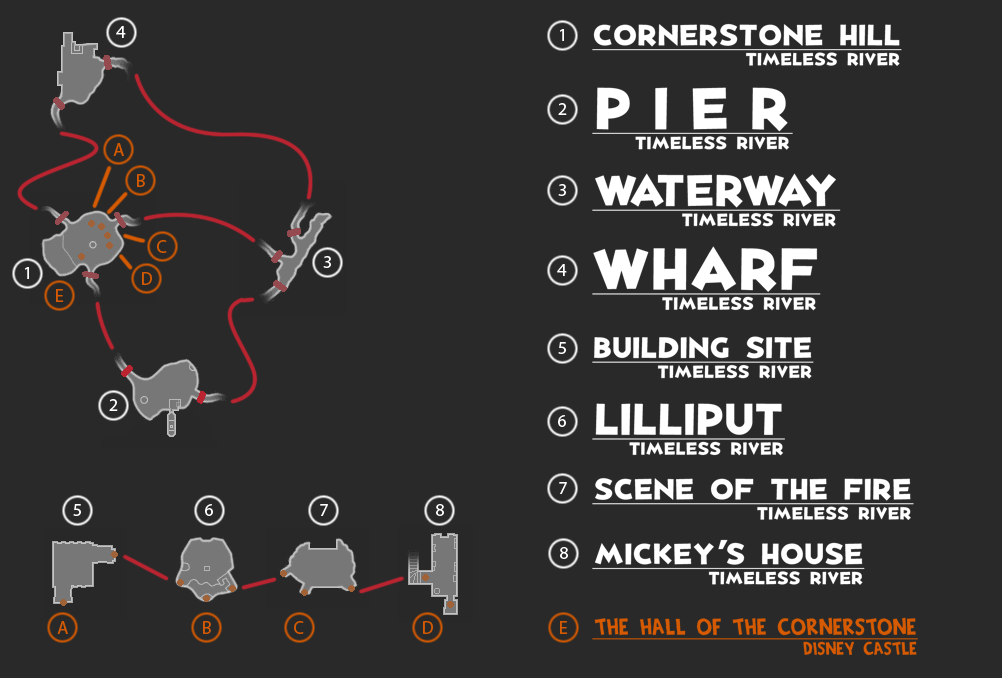 4
A
B
C
D
E
1
3
2
5
6
7
8
A
B
C
D
1 CORNERSTONE HILL
TIMELESS RIVER
2 PIER
TIMELESS RIVER
3 WATERWAY
TIMELESS RIVER
4 WHARF
TIMELESS RIVER
5 BUILDING SITE
TIMELESS RIVER
6 LILLIPUT
TIMELESS RIVER
7 SCENE OF THE FIRE
TIMELESS RIVER
8 MICKEY'S HOUSE
TIMELESS RIVER
E THE HALL OF THE CORNERSTONE
DISNEY CASTLE